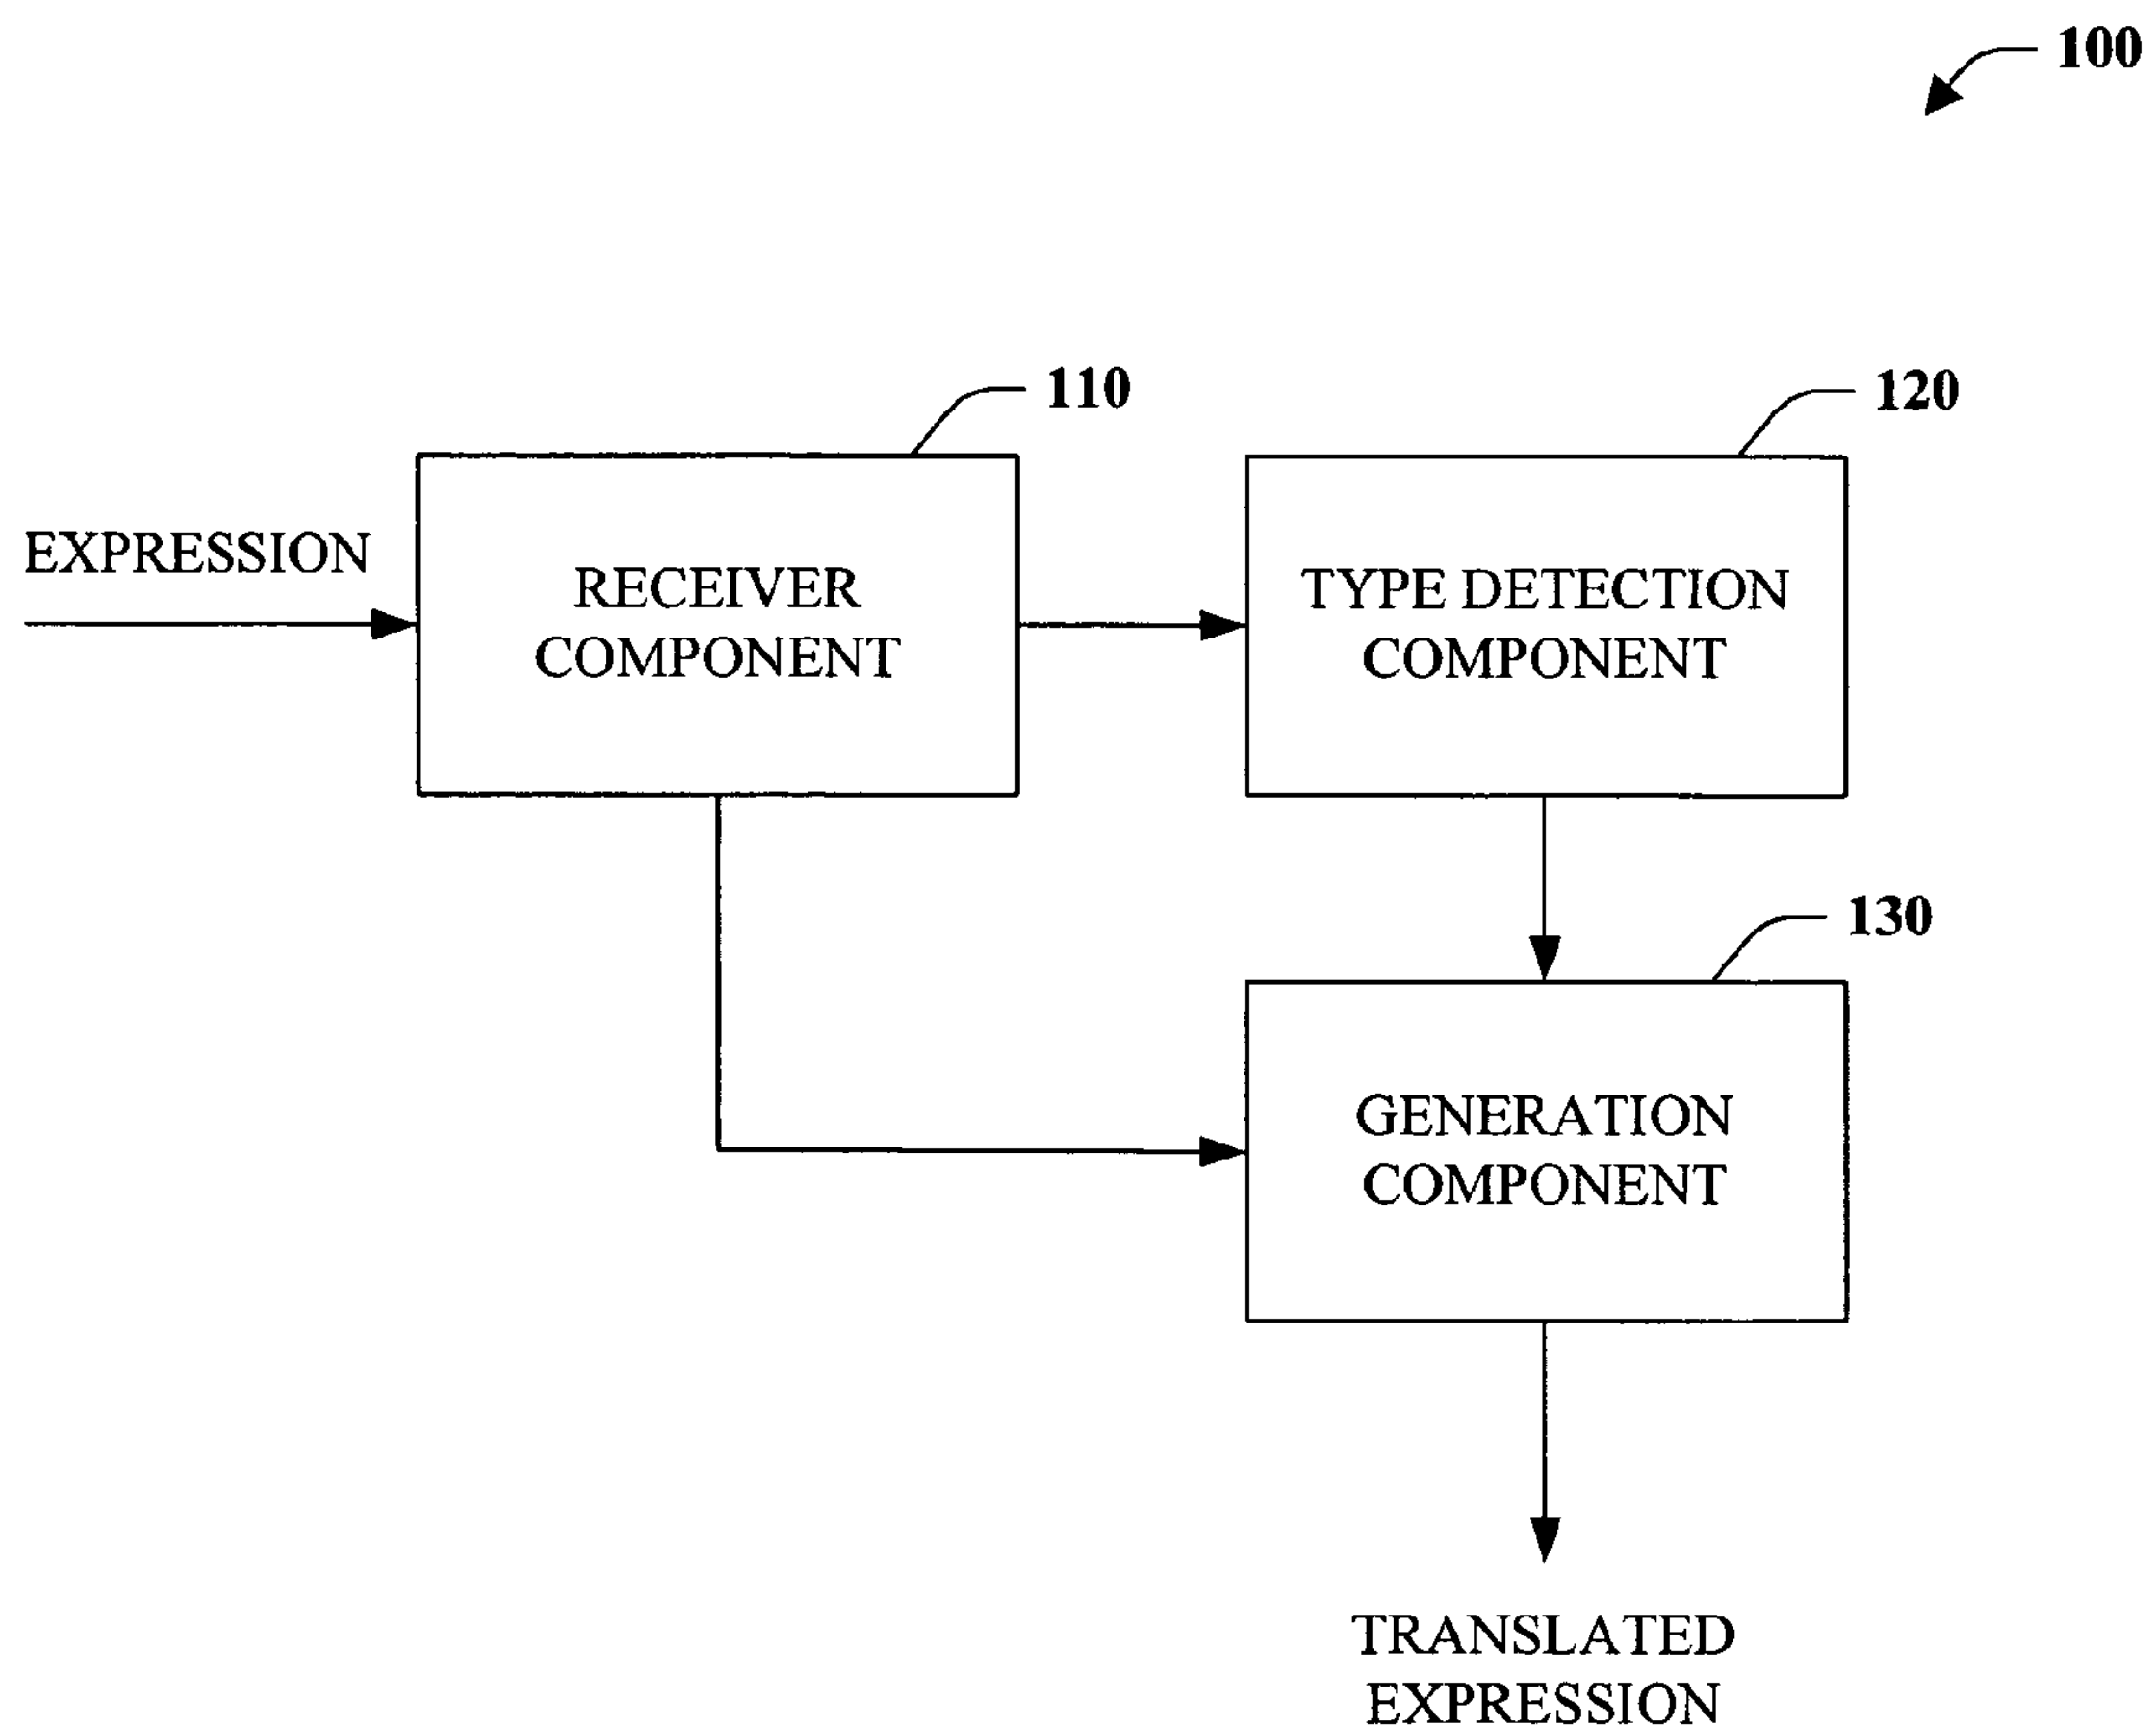 100
110
120
EXPRESSION
RECEIVER
COMPONENT
TYPE DETECTION
COMPONENT
130
GENERATION
COMPONENT
TRANSLATED
EXPRESSION